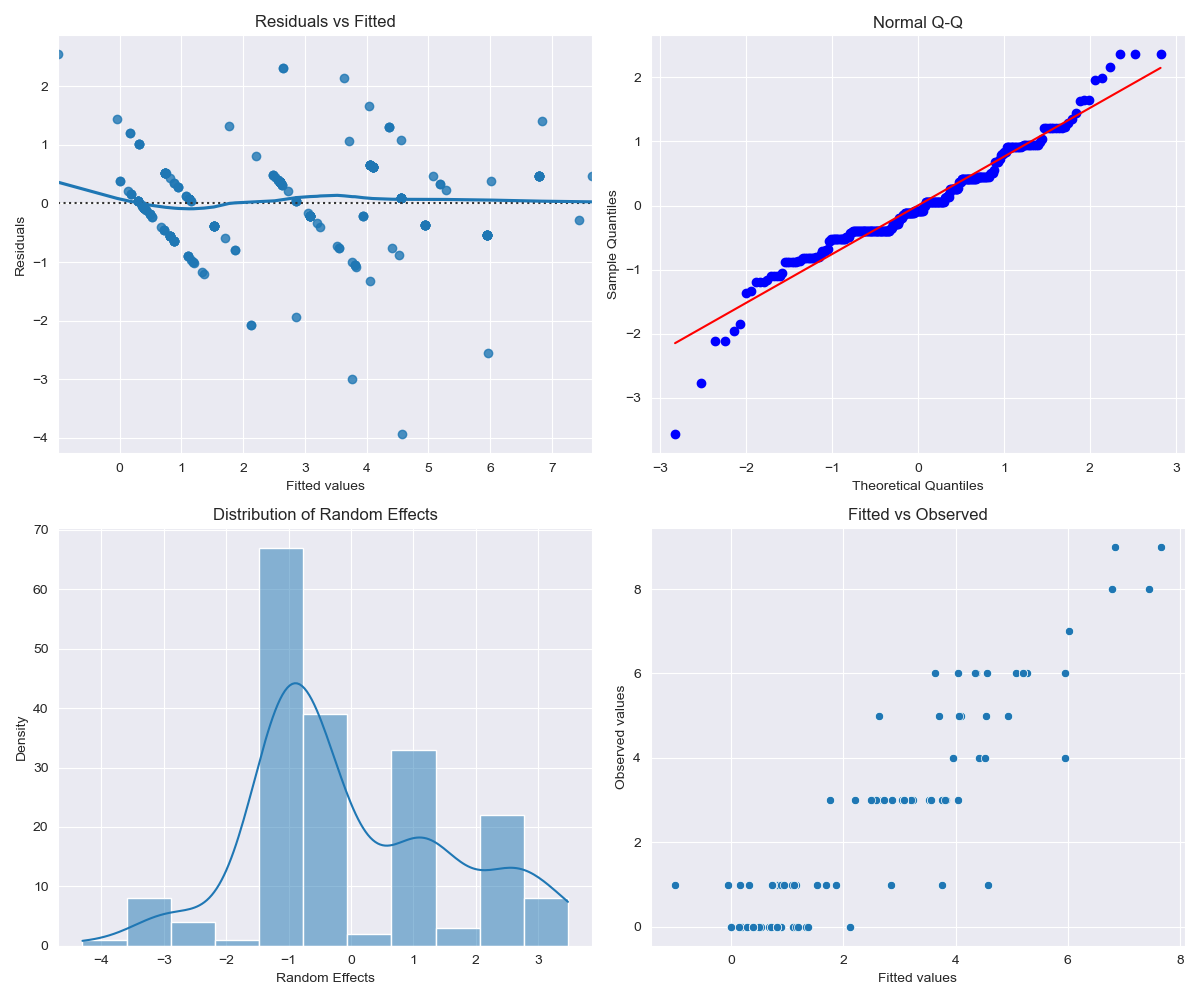 Residuals vs Fitted
Residuals
2
1
0
−1
−2
−3
−4
0 1 2 3 4 5 6 7
Fitted values
Normal Q-Q
Sample Quantiles
2
1
0
−1
−2
−3
−3 −2 −1 0 1 2 3
Theoretical Quantiles
Distribution of Random Effects
Density
70
60
50
40
30
20
10
0
−4 −3 −2 −1 0 1 2 3
Random Effects
Fitted vs Observed
Observed values
8
6
4
2
0
0 2 4 6 8
Fitted values